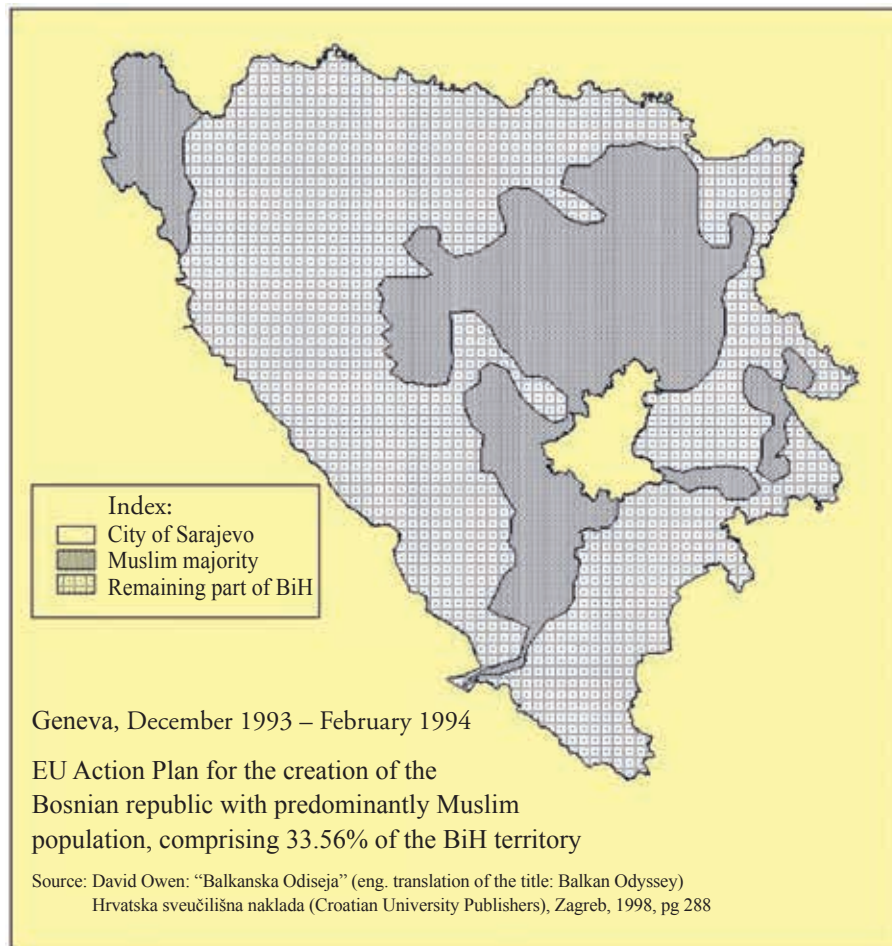 Index:
City of Sarajevo
Muslim majority
Remaining part of BiH
Geneva, December 1993 – February 1994
EU Action Plan for the creation of the
Bosnian republic with predominantly Muslim
population, comprising 33.56% of the BiH territory
Source: David Owen: “Balkanska Odiseja” (eng. translation of the title: Balkan Odyssey)
Hrvatska sveučilišna naklada (Croatian University Publishers), Zagreb, 1998, pg 288